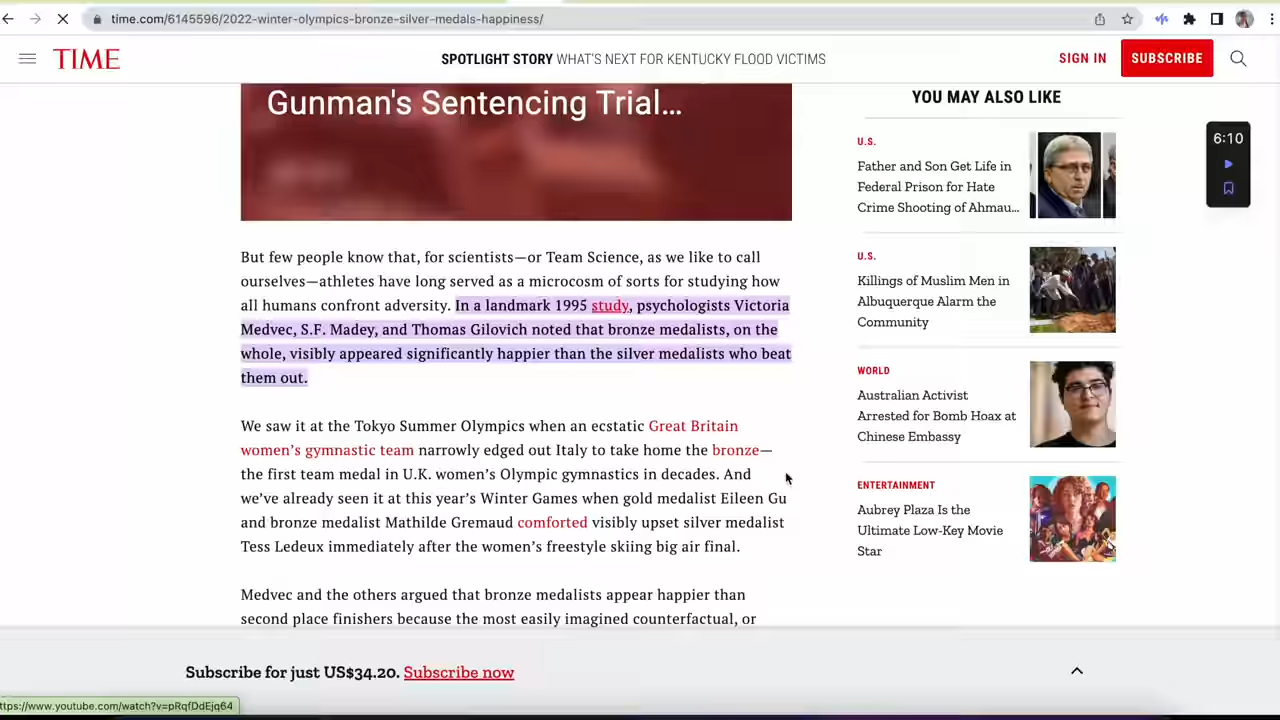 time.com/6145596/2022-winter-olympics-bronze-silver-medals-happiness/
TIME
SPOTLIGHT STORY WHAT'S NEXT FOR KENTUCKY FLOOD VICTIMS
SIGN IN
SUBSCRIBE
Gunman's Sentencing Trial...
But few people know that, for scientists—or Team Science, as we like to call
ourselves—athletes have long served as a microcosm of sorts for studying how
all humans confront adversity. In a landmark 1995 study, psychologists Victoria
Medvec, S.F. Madey, and Thomas Gilovich noted that bronze medalists, on the
whole, visibly appeared significantly happier than the silver medalists who beat
them out.
We saw it at the Tokyo Summer Olympics when an ecstatic Great Britain
women's gymnastic team narrowly edged out Italy to take home the bronze—
the first team medal in U.K. women's Olympic gymnastics in decades. And
we've already seen it at this year's Winter Games when gold medalist Eileen Gu
and bronze medalist Mathilde Gremaud comforted visibly upset silver medalist
Tess Ledeux immediately after the women's freestyle skiing big air final.
Medvec and the others argued that bronze medalists appear happier than
second place finishers because the most easily imagined counterfactual, or
YOU MAY ALSO LIKE
U.S.
Father and Son Get Life in
Federal Prison for Hate
Crime Shooting of Ahmau...
U.S.
Killings of Muslim Men in
Albuquerque Alarm the
Community
WORLD
Australian Activist
Arrested for Bomb Hoax at
Chinese Embassy
ENTERTAINMENT
Aubrey Plaza Is the
Ultimate Low-Key Movie
Star
6:10
Subscribe for just US$34.20. Subscribe now
ttps://www.youtube.com/watch?v=pRqfDdEjq64